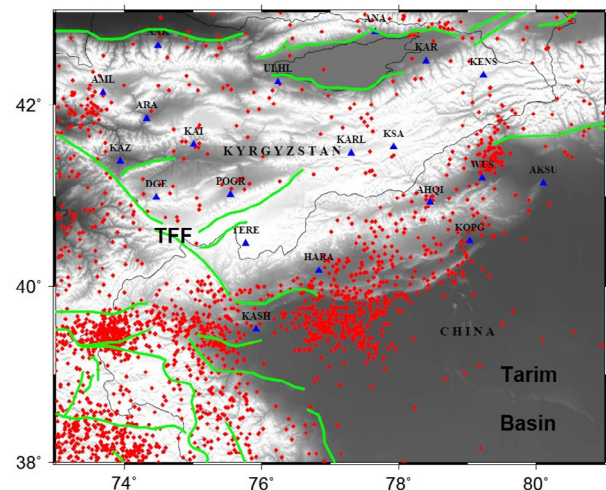 ANA
AAK
KAR
ULHL
KENS
AML
42°
ARA
KAI
KARL
KSA
KYRGYZSTAN
KAZ
WUS
AKSU
DGE
POGR
AHQI
TFF
TERE
KOPG
HARA
40°
KASH
CHINA
Tarim
Basin
38°
74 76 78 80